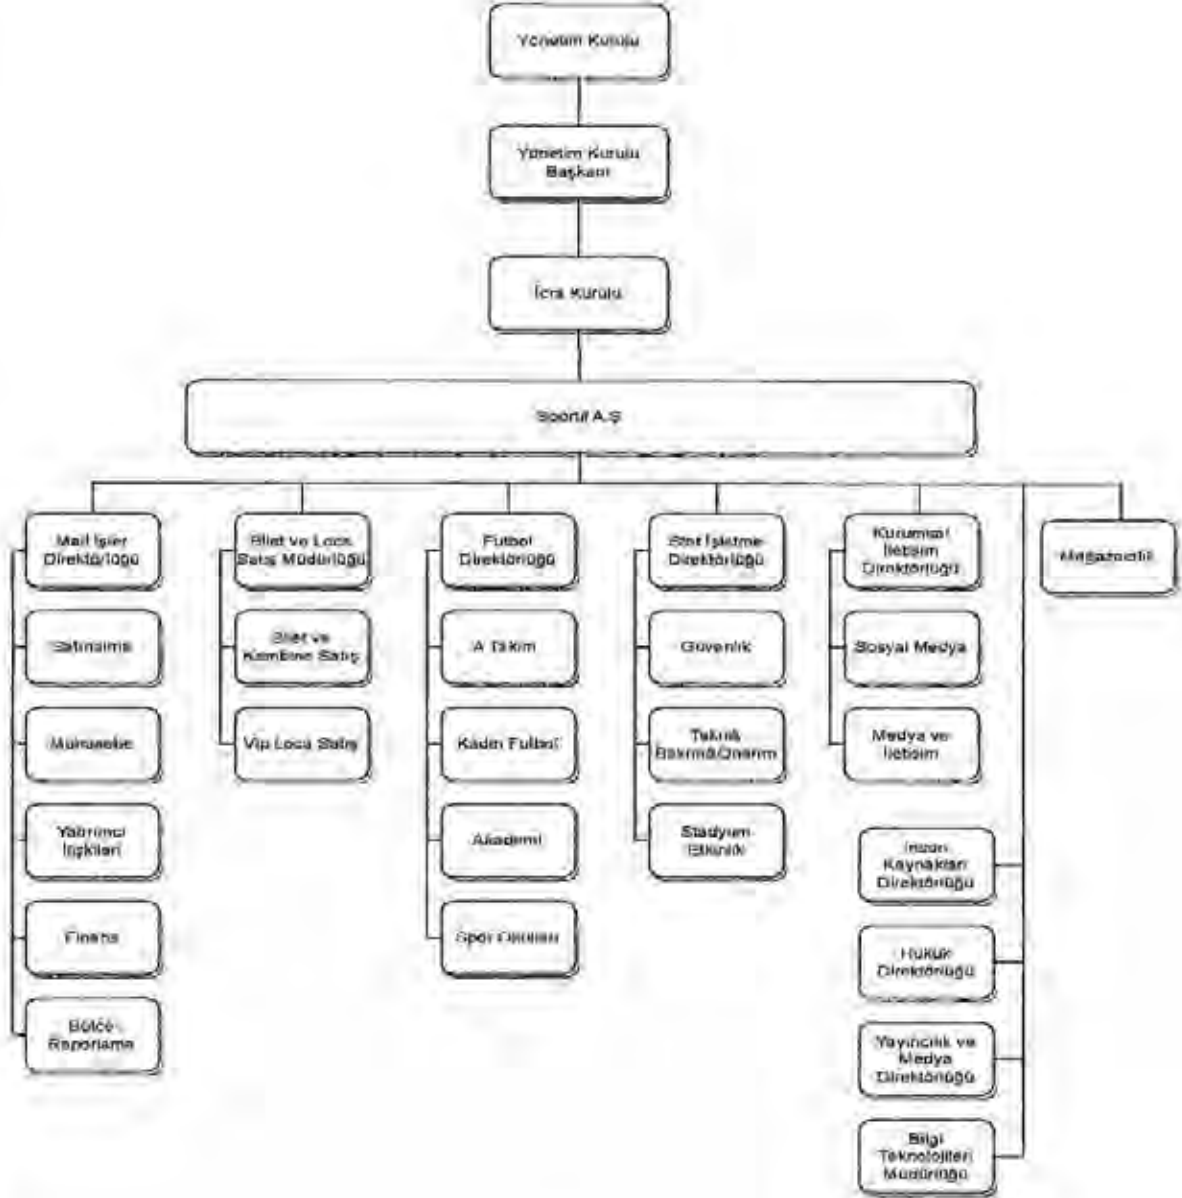 Yönetim Kurulu
Yönetim Kurulu
Başkanı
İcra Kurulu
Sportif A.Ş
Mali İşler
Direktörlüğü
Satınalma
Muhasebe
Yatırımcı
İlişkileri
Finans
Bütçe-
Raporlama
Bilet ve Loca
Satış Müdürlüğü
Bilet ve
Kombine Satış
Vip Loca Satış
Futbol
Direktörlüğü
A Takım
Kadın Futbol
Akademi
Spor Okulları
Stat İşletme
Direktörlüğü
Güvenlik
Teknik
Bakım&Onarım
Stadyum
Etkinlik
Kurumsal
İletişim
Direktörlüğü
Sosyal Medya
Medya ve
İletişim
İnsan
Kaynakları
Direktörlüğü
Hukuk
Direktörlüğü
Yayıncılık ve
Medya
Direktörlüğü
Bilgi
Teknolojileri
Müdürlüğü
Mağazacılık